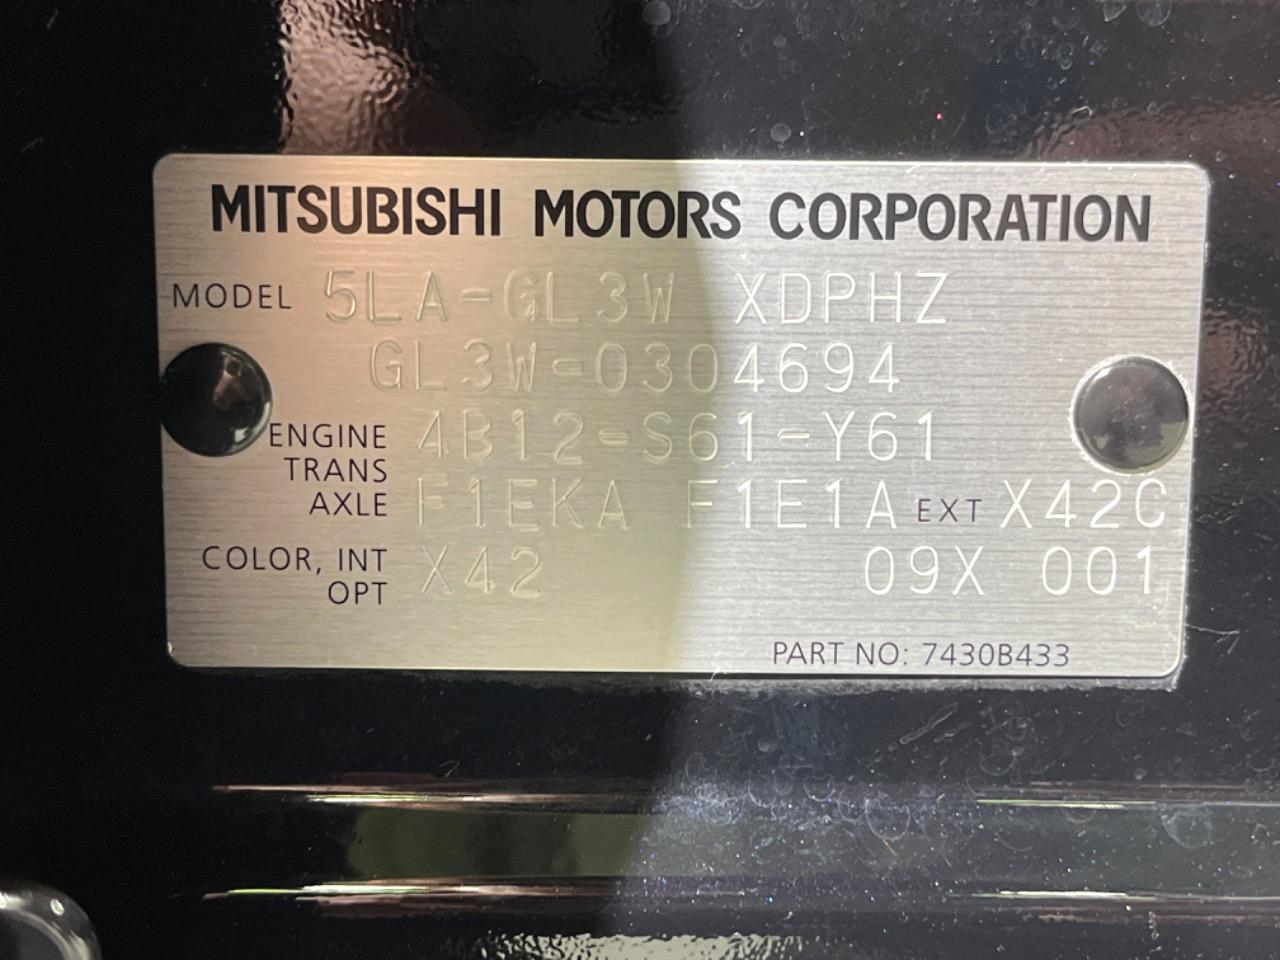 MITSUBISHI MOTORS CORPORATION
MODEL 5LA-GL3W XDPHZ
GL3W-0304694
ENGINE 4B12-S61-Y61
TRANS
AXLE F1EKA F1E1A EXT X42C
COLOR, INT X42 09X 001
OPT
PART NO: 7430B433